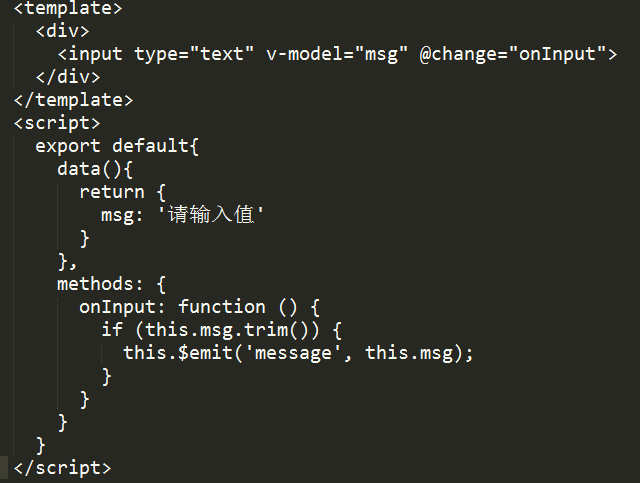 <template>
  <div>
    <input type="text" v-model="msg" @change="onInput">
  </div>
</template>
<script>
  export default{
    data(){
      return {
        msg: '请输入值'
      }
    },
    methods: {
      onInput: function () {
        if (this.msg.trim()) {
          this.$emit('message', this.msg);
        }
      }
    }
  }
</script>